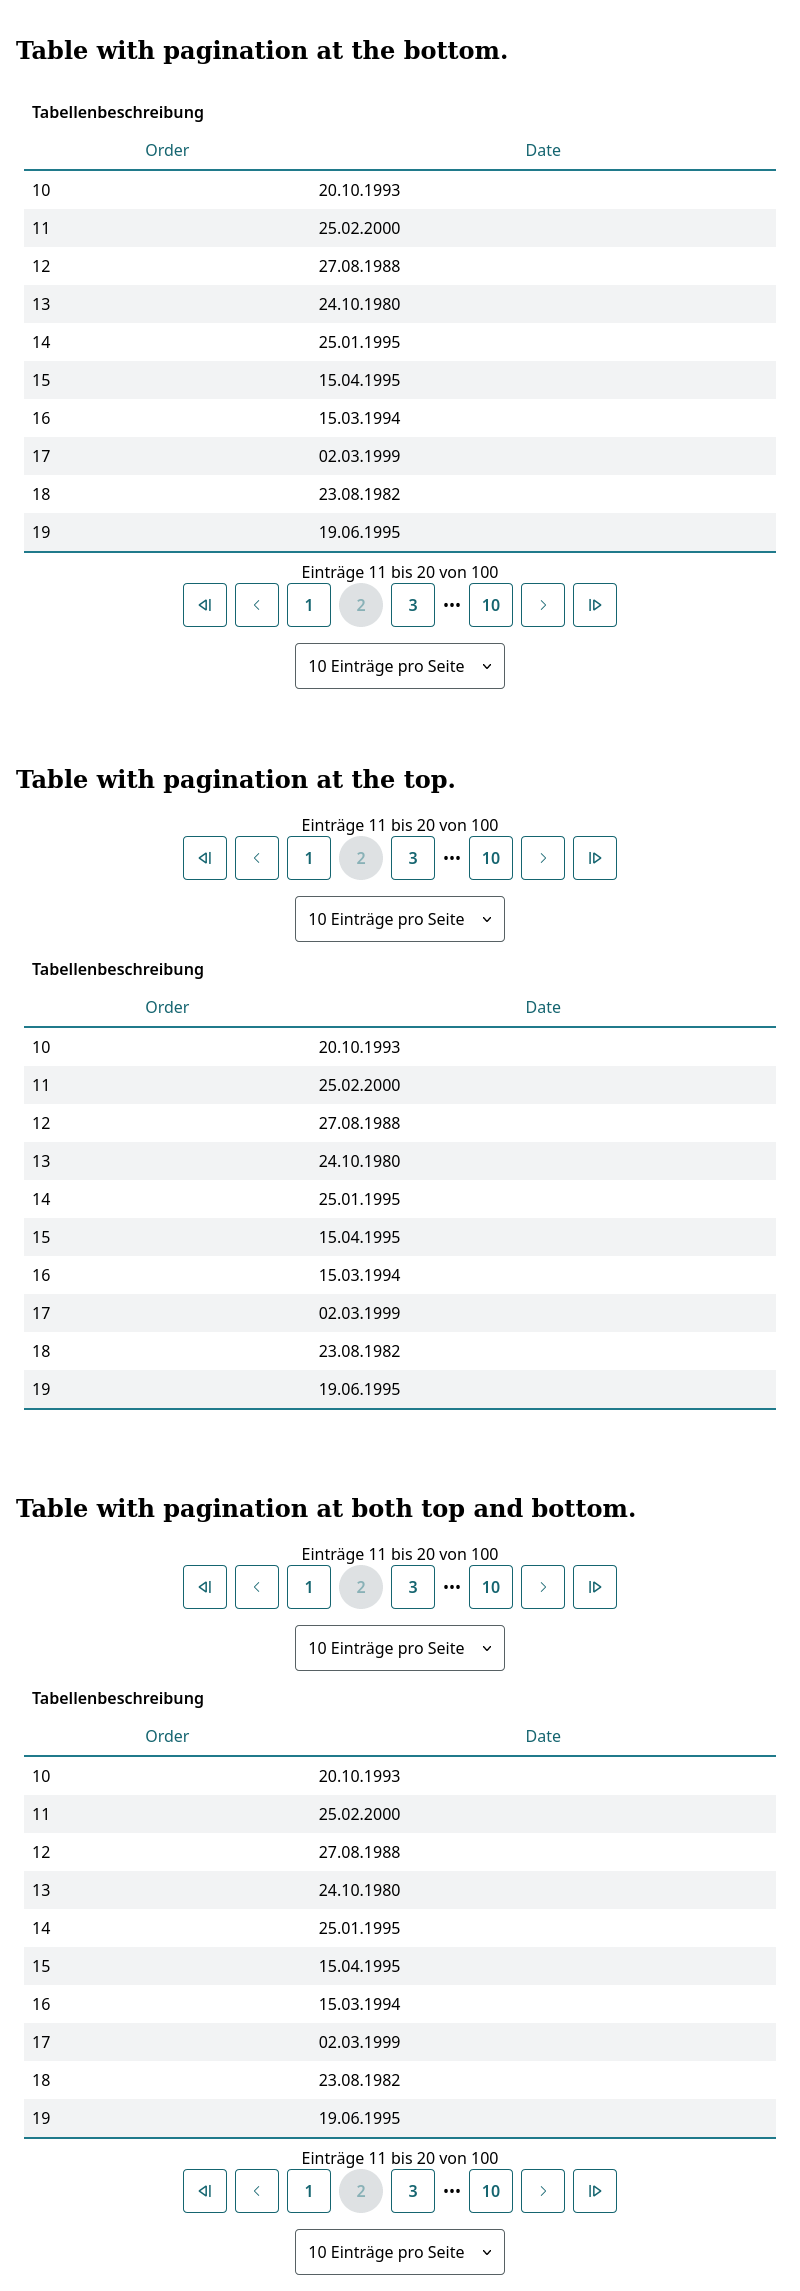 Table with pagination at the bottom.
Tabellenbeschreibung
Order Date
10 20.10.1993
11 25.02.2000
12 27.08.1988
13 24.10.1980
14 25.01.1995
15 15.04.1995
16 15.03.1994
17 02.03.1999
18 23.08.1982
19 19.06.1995
Einträge 11 bis 20 von 100
1 2 3 ••• 10
10 Einträge pro Seite
Table with pagination at the top.
Einträge 11 bis 20 von 100
1 2 3 ••• 10
10 Einträge pro Seite
Tabellenbeschreibung
Order Date
10 20.10.1993
11 25.02.2000
12 27.08.1988
13 24.10.1980
14 25.01.1995
15 15.04.1995
16 15.03.1994
17 02.03.1999
18 23.08.1982
19 19.06.1995
Table with pagination at both top and bottom.
Einträge 11 bis 20 von 100
1 2 3 ••• 10
10 Einträge pro Seite
Tabellenbeschreibung
Order Date
10 20.10.1993
11 25.02.2000
12 27.08.1988
13 24.10.1980
14 25.01.1995
15 15.04.1995
16 15.03.1994
17 02.03.1999
18 23.08.1982
19 19.06.1995
Einträge 11 bis 20 von 100
1 2 3 ••• 10
10 Einträge pro Seite